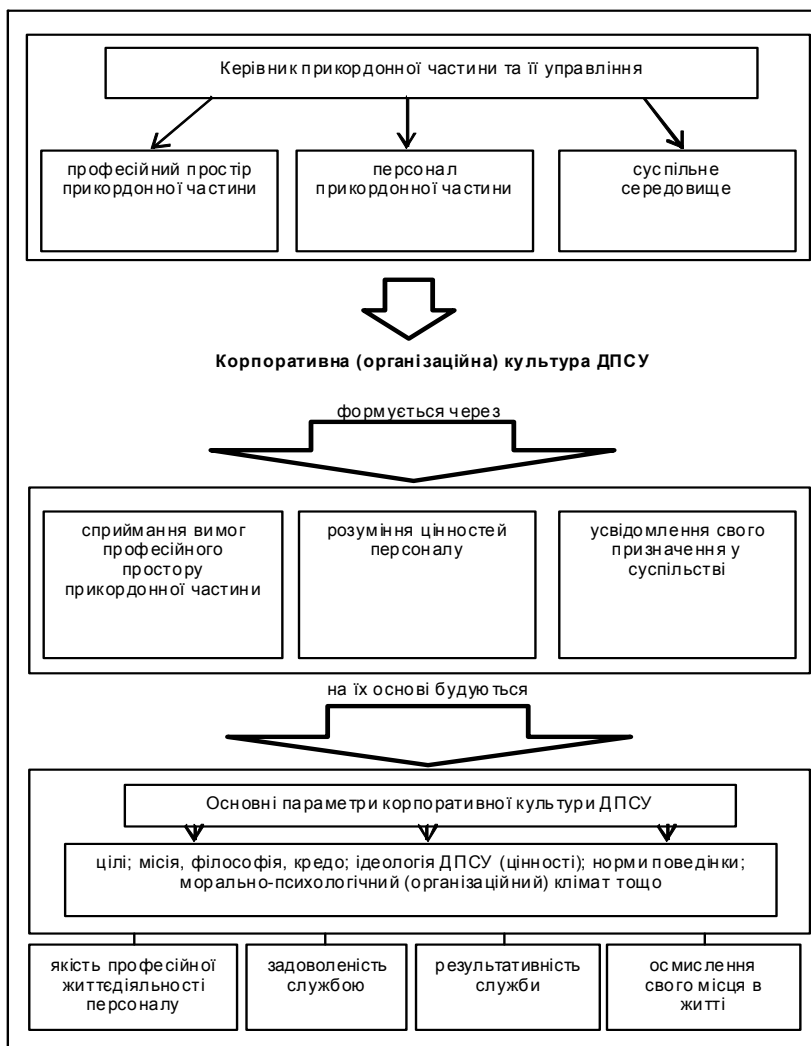 Керівник прикордонної частини та її управління
професійний простір
прикордонної частини
персонал
прикордонної частини
суспільне
середовище
Корпоративна (організаційна) культура ДПСУ
формується через
сприймання вимог
професійного
простору
прикордонної частини
розуміння цінностей
персоналу
усвідомлення свого
призначення у
суспільстві
на їх основі будуються
Основні параметри корпоративної культури ДПСУ
цілі; місія, філософія, кредо; ідеологія ДПСУ (цінності); норми поведінки;
морально-психологічний (організаційний) клімат тощо
якість професійної
життєдіяльності
персоналу
задоволеність
службою
результативність
служби
осмислення
свого місця в
житті